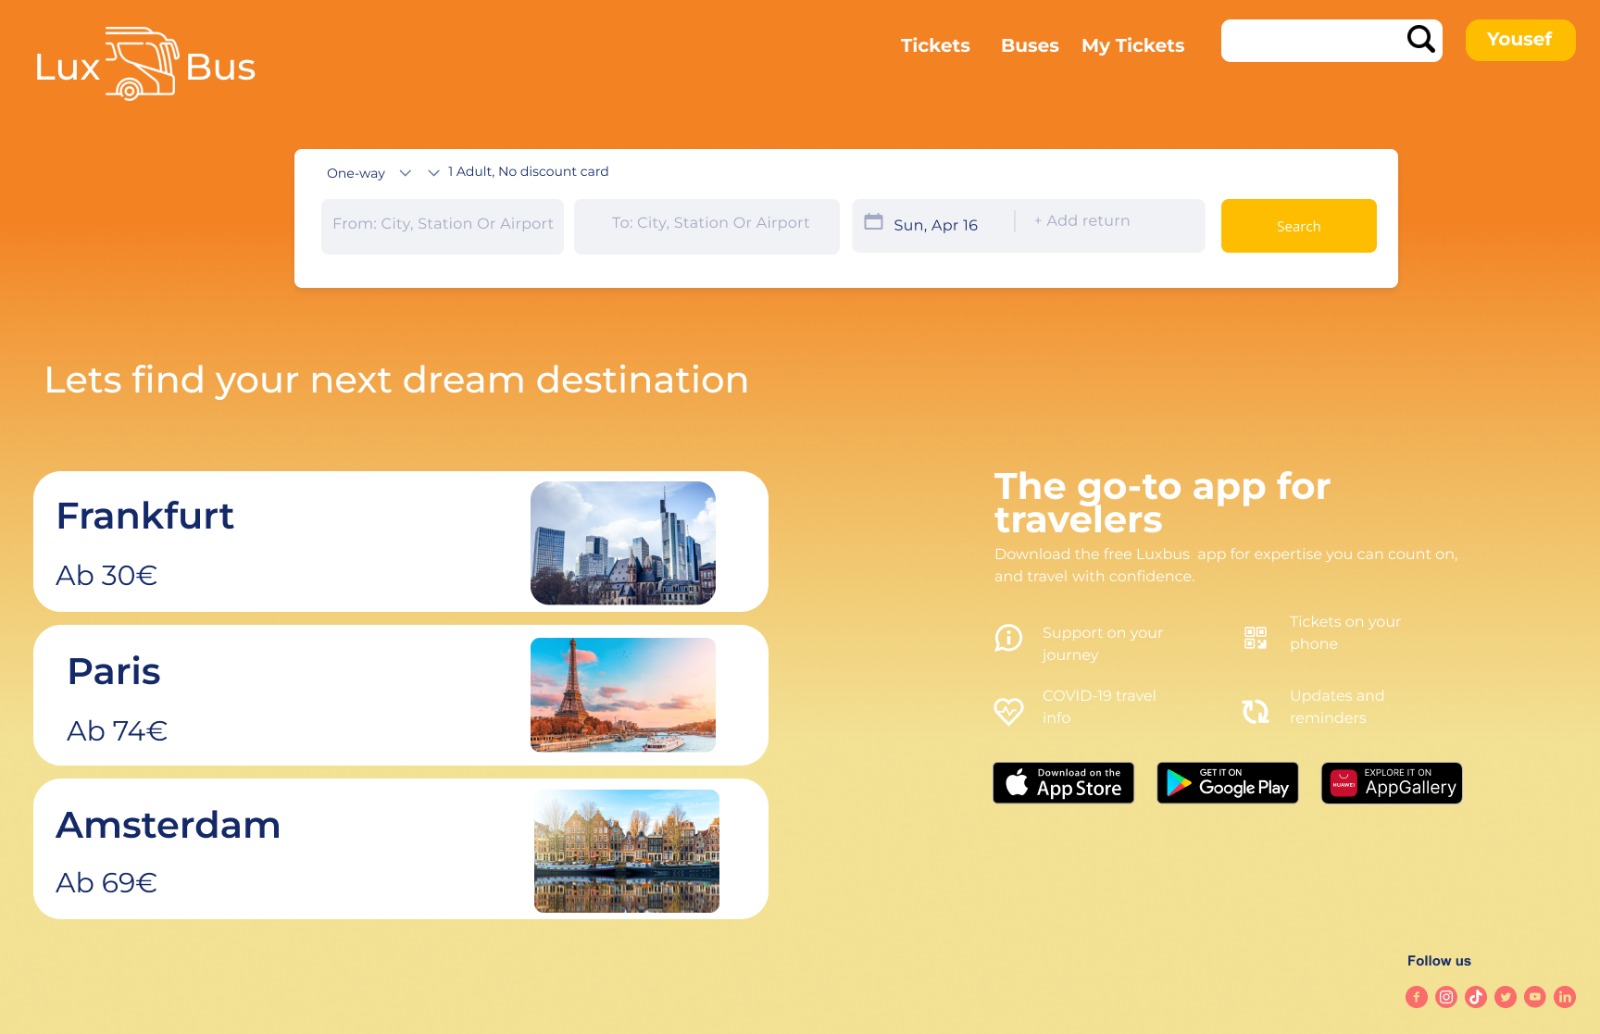 Lux Bus
Tickets
Buses
My Tickets
Yousef
One-way
1 Adult, No discount card
From: City, Station Or Airport
To: City, Station Or Airport
Sun, Apr 16
+ Add return
Search
Lets find your next dream destination
Frankfurt
Ab 30€
Paris
Ab 74€
Amsterdam
Ab 69€
The go-to app for
travelers
Download the free Luxbus app for expertise you can count on,
and travel with confidence.
Support on your
journey
Tickets on your
phone
COVID-19 travel
info
Updates and
reminders
Download on the
App Store
GET IT ON
Google Play
HUAWEI
EXPLORE IT ON
AppGallery
Follow us